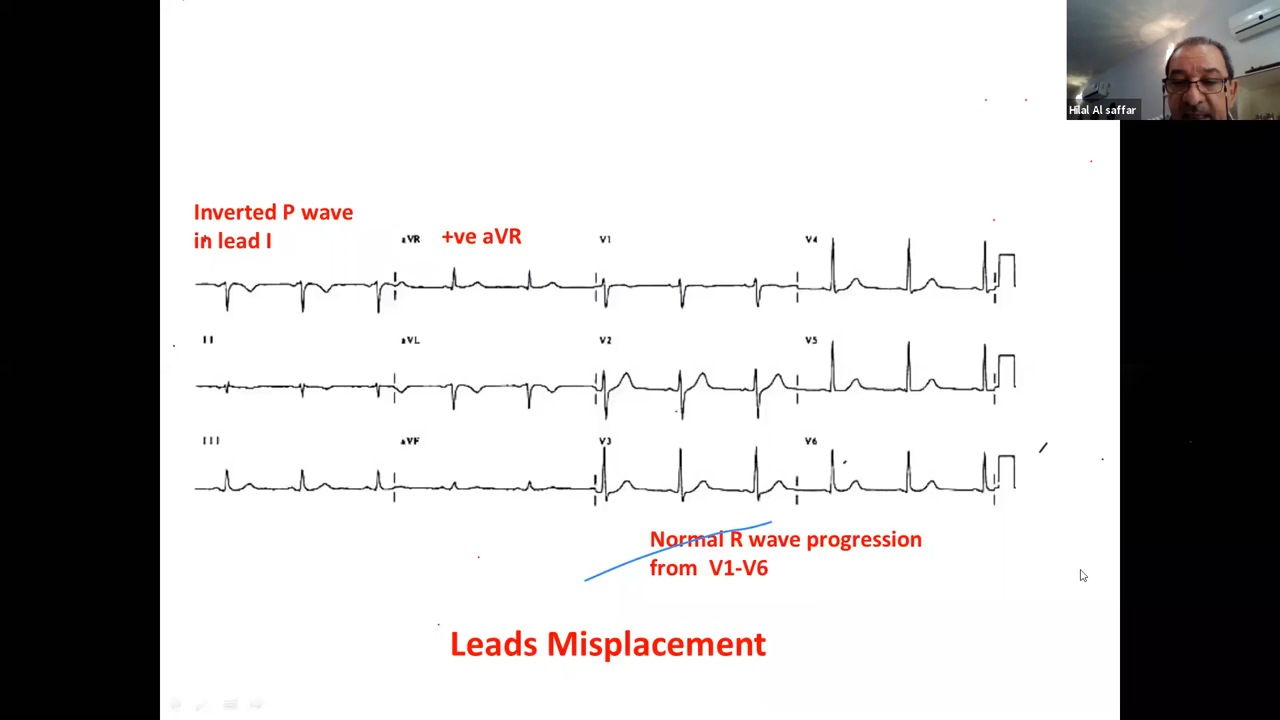 Hilal Al saffar
Inverted P wave
in lead I
aVR
+ve aVR
V1
V4
II
aVL
V2
V5
III
aVF
V3
V6
Normal R wave progression
from V1-V6
Leads Misplacement